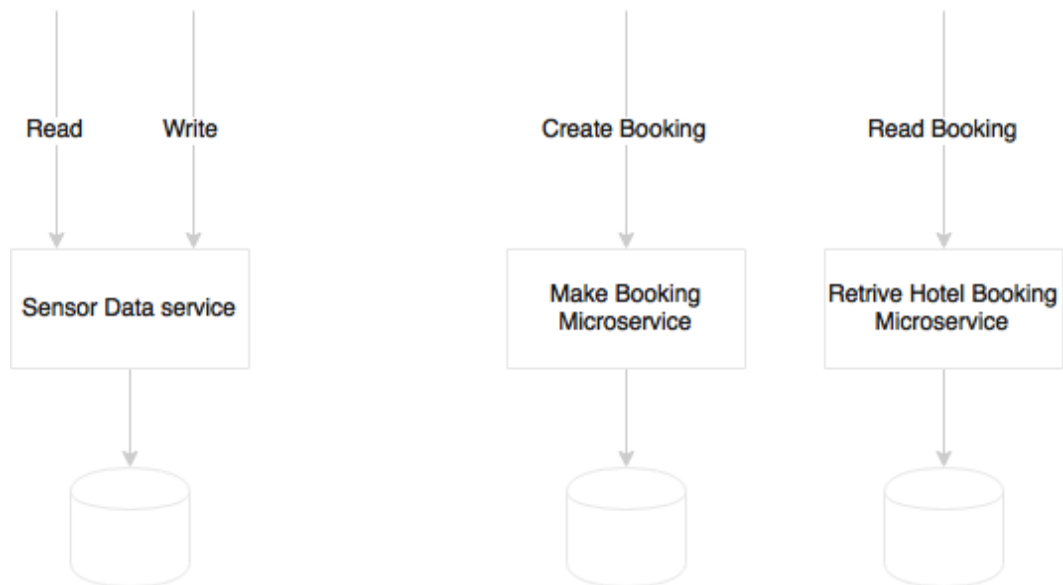 Read
Write
Create Booking
Read Booking
Sensor Data service
Make Booking
Microservice
Retrive Hotel Booking
Microservice